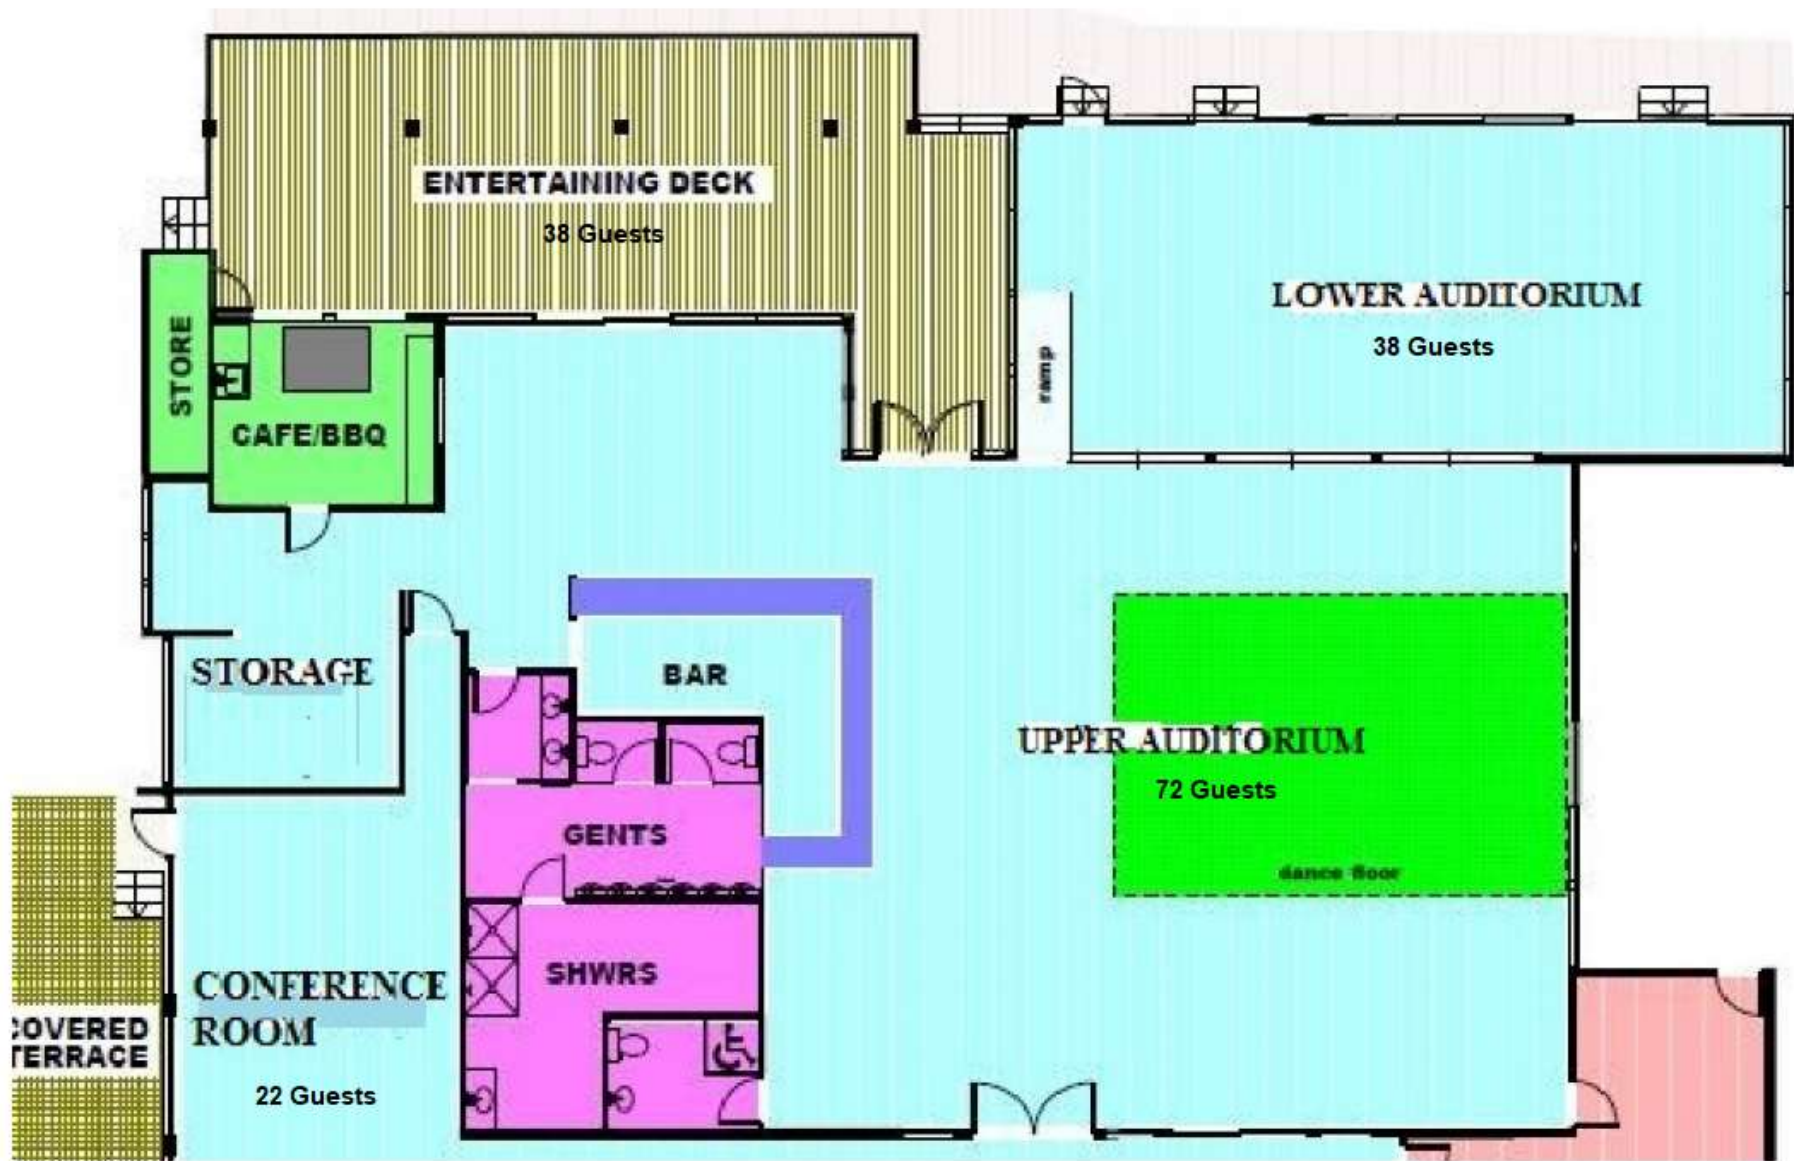 ENTERTAINING DECK
38 Guests
LOWER AUDITORIUM
38 Guests
ramp
STORE
CAFE/BBQ
STORAGE
BAR
UPPER AUDITORIUM
72 Guests
dance floor
GENTS
SHWRS
CONFERENCE
ROOM
22 Guests
COVERED
TERRACE